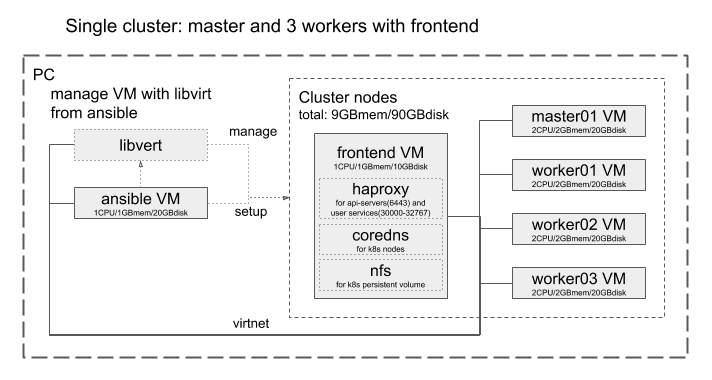 Single cluster: master and 3 workers with frontend
PC
manage VM with libvirt
from ansible
libvert
manage
ansible VM
1CPU/1GBmem/20GBdisk
setup
Cluster nodes
total: 9GBmem/90GBdisk
frontend VM
1CPU/1GBmem/10GBdisk
haproxy
for api-servers(6443) and
user services(30000-32767)
coredns
for k8s nodes
nfs
for k8s persistent volume
master01 VM
2CPU/2GBmem/20GBdisk
worker01 VM
2CPU/2GBmem/20GBdisk
worker02 VM
2CPU/2GBmem/20GBdisk
worker03 VM
2CPU/2GBmem/20GBdisk
virtnet